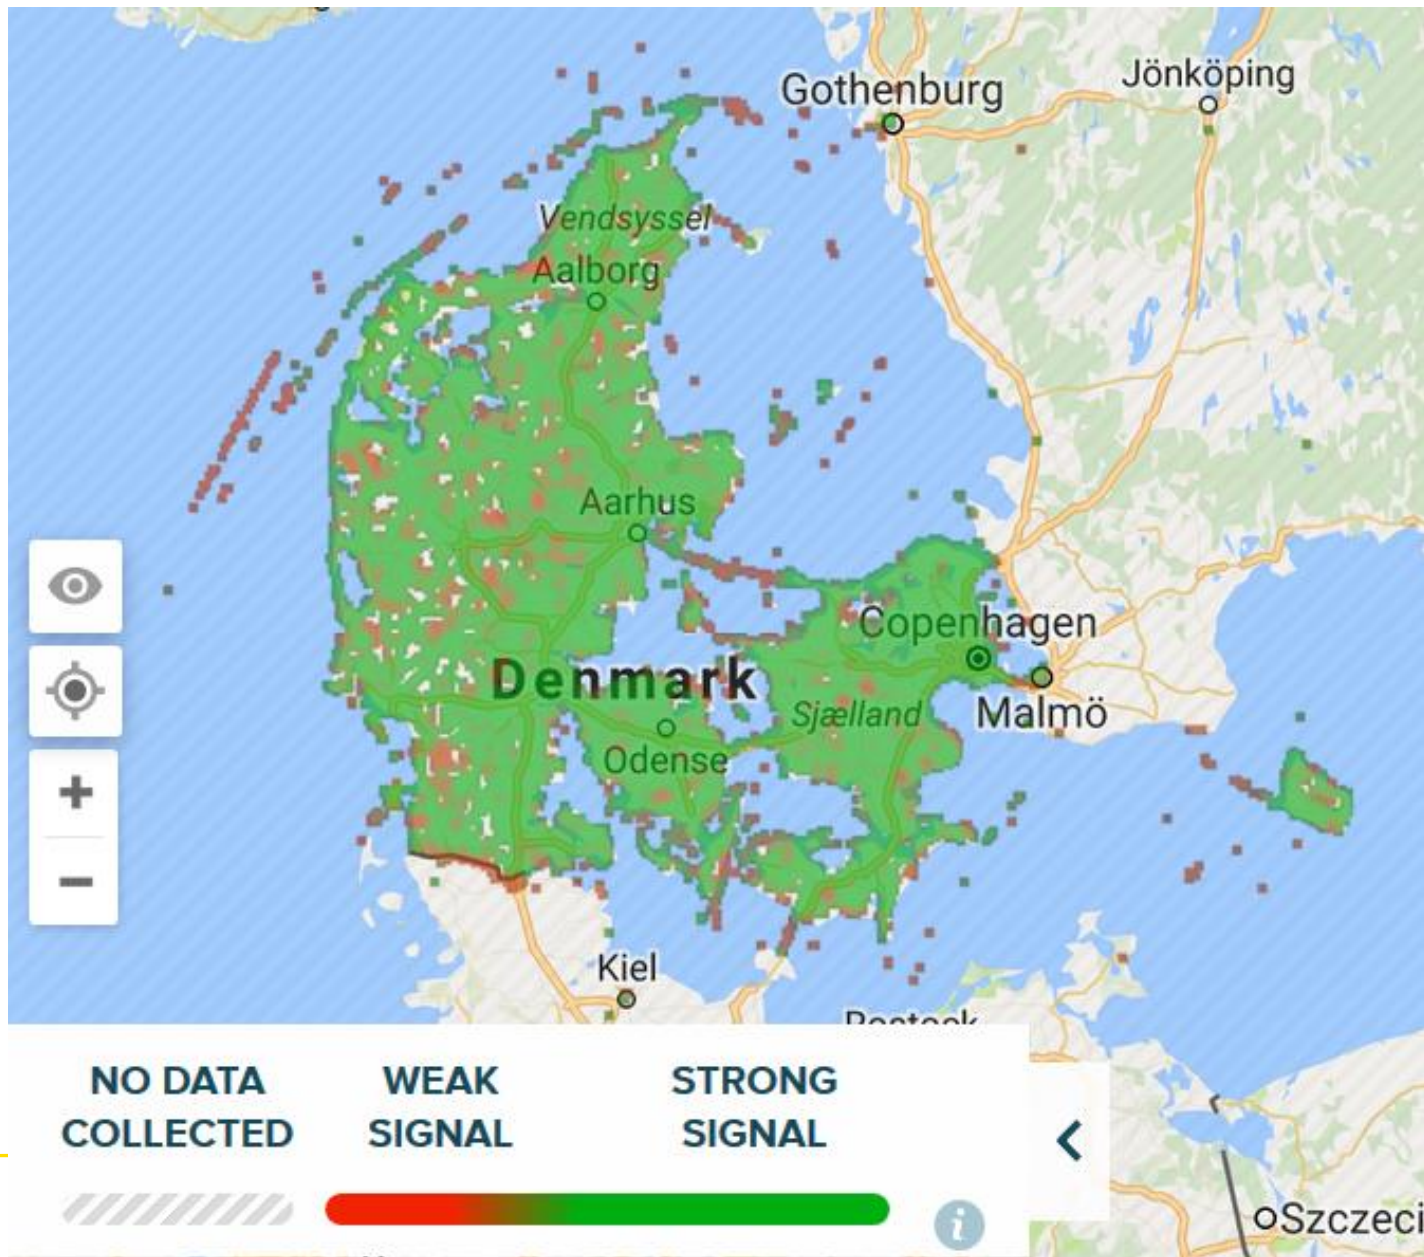 Gothenburg
Jönköping
Vendsyssel
Aalborg
Aarhus
Copenhagen
Denmark
Sjælland
Malmö
Odense
Kiel
Rostock
NO DATA
COLLECTED
WEAK
SIGNAL
STRONG
SIGNAL
Szczeci